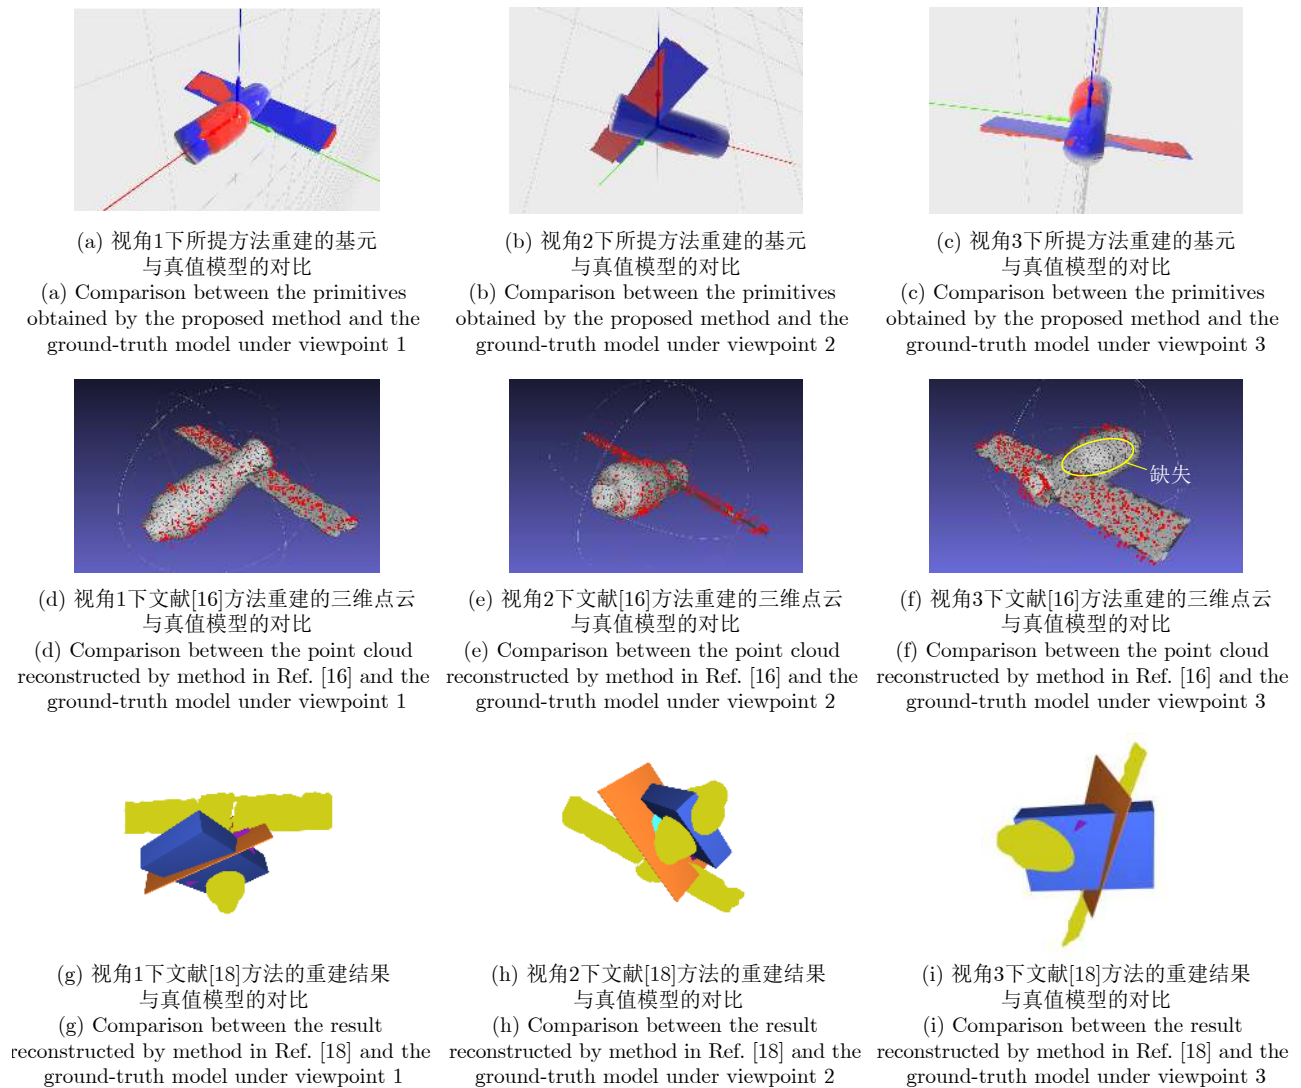 (a) 视角1下所提方法重建的基元
与真值模型的对比
(a) Comparison between the primitives
obtained by the proposed method and the
ground-truth model under viewpoint 1
(b) 视角2下所提方法重建的基元
与真值模型的对比
(b) Comparison between the primitives
obtained by the proposed method and the
ground-truth model under viewpoint 2
(c) 视角3下所提方法重建的基元
与真值模型的对比
(c) Comparison between the primitives
obtained by the proposed method and the
ground-truth model under viewpoint 3
缺失
(d) 视角1下文献[16]方法重建的三维点云
与真值模型的对比
(d) Comparison between the point cloud
reconstructed by method in Ref. [16] and the
ground-truth model under viewpoint 1
(e) 视角2下文献[16]方法重建的三维点云
与真值模型的对比
(e) Comparison between the point cloud
reconstructed by method in Ref. [16] and the
ground-truth model under viewpoint 2
(f) 视角3下文献[16]方法重建的三维点云
与真值模型的对比
(f) Comparison between the point cloud
reconstructed by method in Ref. [16] and the
ground-truth model under viewpoint 3
(g) 视角1下文献[18]方法的重建结果
与真值模型的对比
(g) Comparison between the result
reconstructed by method in Ref. [18] and the
ground-truth model under viewpoint 1
(h) 视角2下文献[18]方法的重建结果
与真值模型的对比
(h) Comparison between the result
reconstructed by method in Ref. [18] and the
ground-truth model under viewpoint 2
(i) 视角3下文献[18]方法的重建结果
与真值模型的对比
(i) Comparison between the result
reconstructed by method in Ref. [18] and the
ground-truth model under viewpoint 3